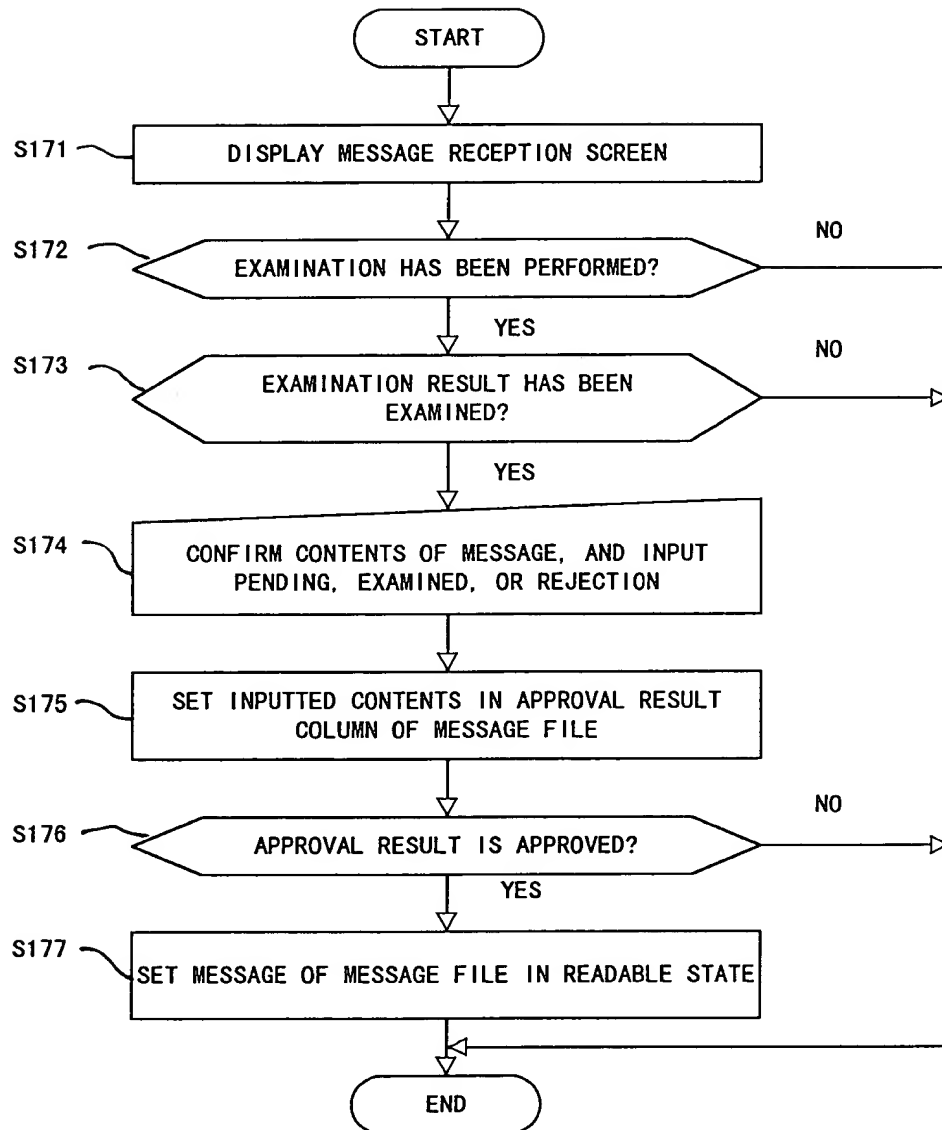 START
S171
DISPLAY MESSAGE RECEPTION SCREEN
S172
NO
EXAMINATION HAS BEEN PERFORMED?
YES
S173
NO
EXAMINATION RESULT HAS BEEN
EXAMINED?
YES
S174
CONFIRM CONTENTS OF MESSAGE, AND INPUT
PENDING, EXAMINED, OR REJECTION
S175
SET INPUTTED CONTENTS IN APPROVAL RESULT
COLUMN OF MESSAGE FILE
S176
NO
APPROVAL RESULT IS APPROVED?
YES
S177
SET MESSAGE OF MESSAGE FILE IN READABLE STATE
END